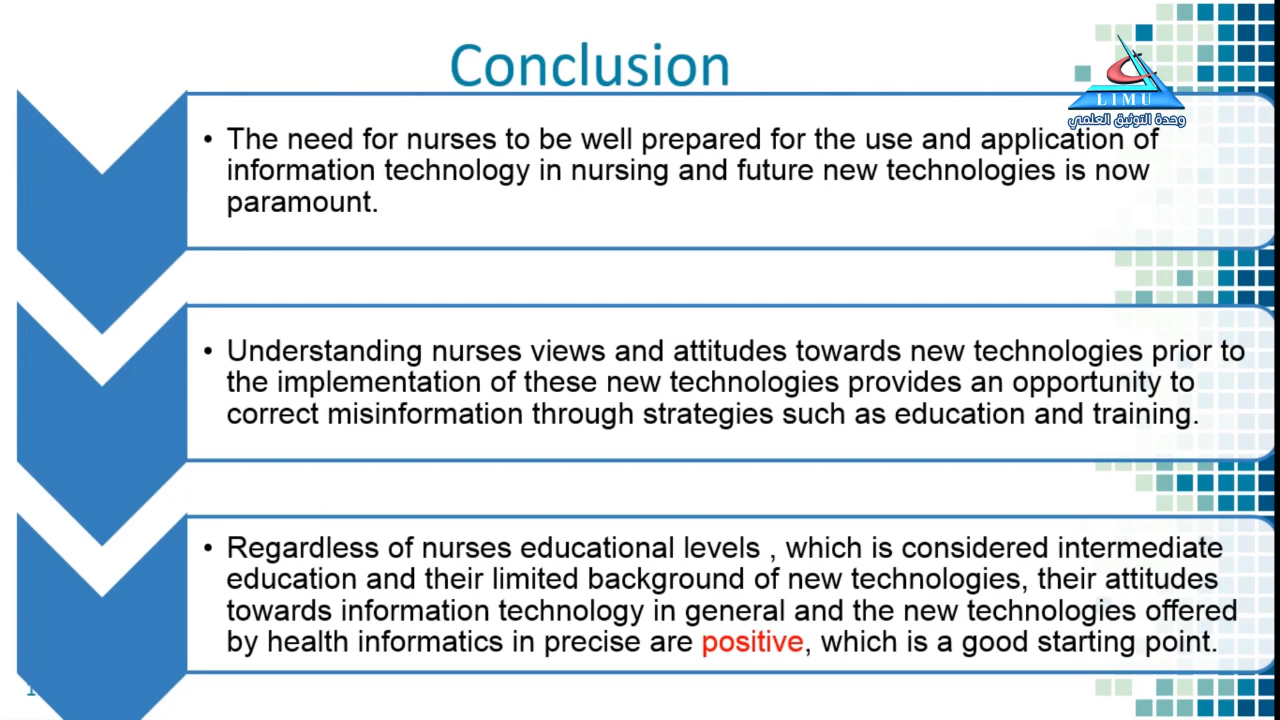 Conclusion
LIMU
وحدة التوثيق العلمي
• The need for nurses to be well prepared for the use and application of
information technology in nursing and future new technologies is now
paramount.
• Understanding nurses views and attitudes towards new technologies prior to
the implementation of these new technologies provides an opportunity to
correct misinformation through strategies such as education and training.
• Regardless of nurses educational levels , which is considered intermediate
education and their limited background of new technologies, their attitudes
towards information technology in general and the new technologies offered
by health informatics in precise are positive, which is a good starting point.